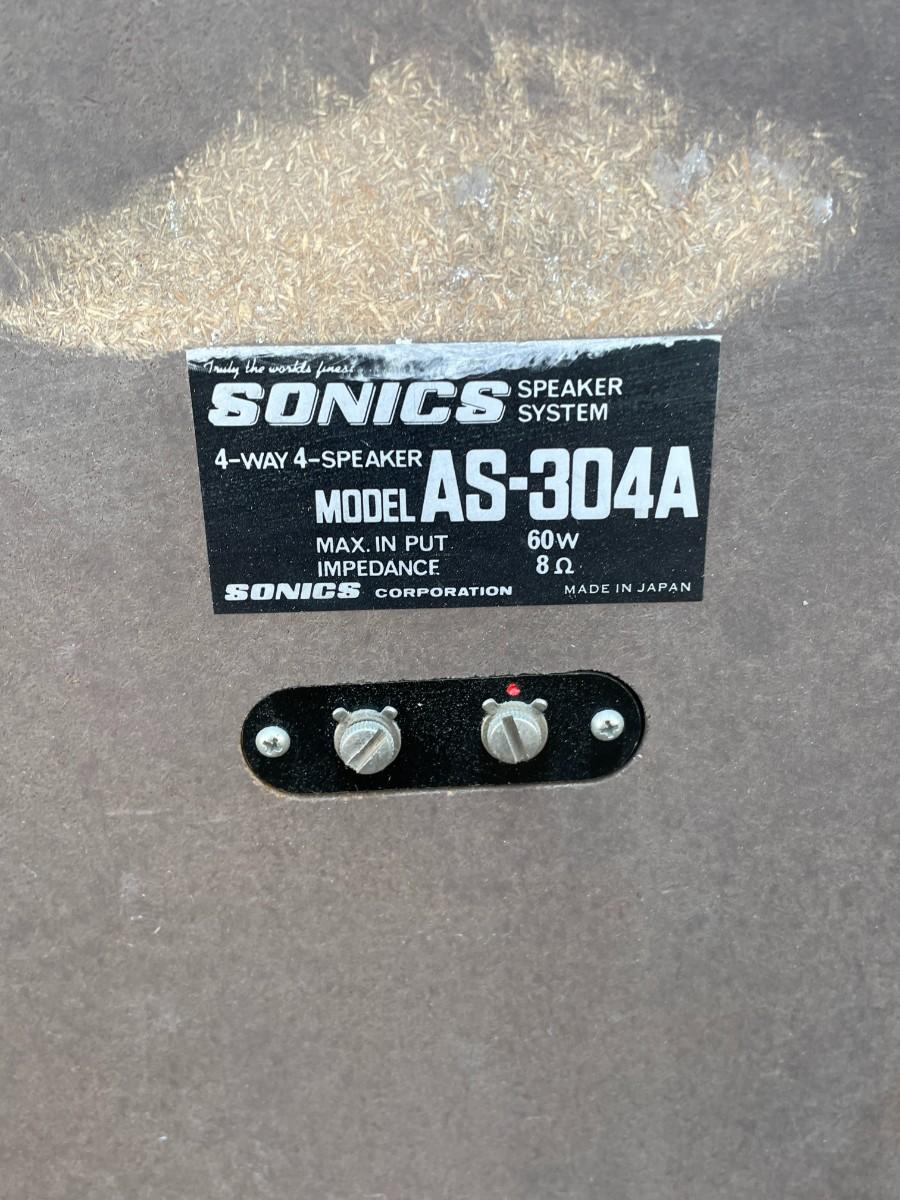 Truly the worlds finest
SONICS SPEAKER SYSTEM
4-WAY 4-SPEAKER
MODEL AS-304A
MAX. IN PUT 60W
IMPEDANCE 8Ω
SONICS CORPORATION MADE IN JAPAN